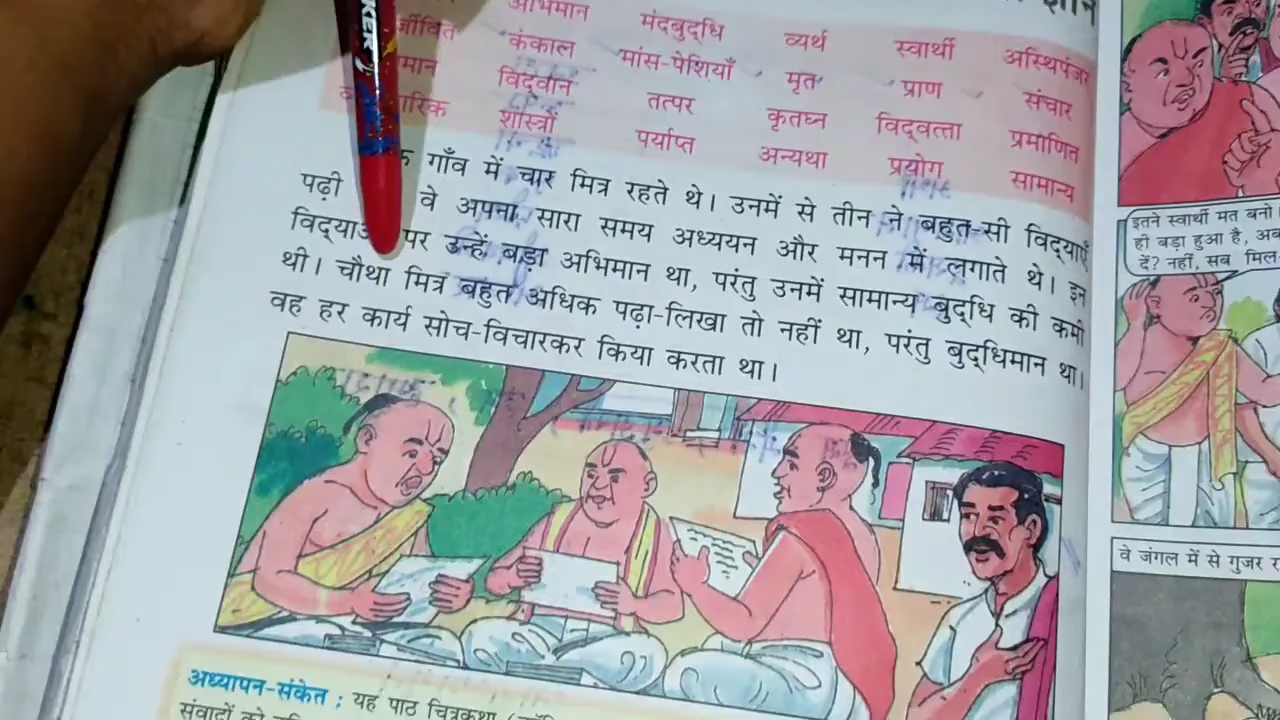 अभिमान मंदबुद्धि व्यर्थ स्वार्थी अस्थिपंजर
कंकाल मांस-पेशियाँ मृत प्राण संचार
विद्वान तत्पर कृतघ्न विद्वत्ता प्रमाणित
शास्त्रों पर्याप्त अन्यथा प्रयोग सामान्य
गाँव में चार मित्र रहते थे। उनमें से तीन ने बहुत-सी विद्याएँ
पढ़ी वे अपना सारा समय अध्ययन और मनन में लगाते थे। इन
पर उन्हें बड़ा अभिमान था, परंतु उनमें सामान्य बुद्धि की कमी
थी। चौथा मित्र बहुत अधिक पढ़ा-लिखा तो नहीं था, परंतु बुद्धिमान था।
वह हर कार्य सोच-विचारकर किया करता था।
अध्यापन-संकेत : यह पाठ चित्रकथा
इतने स्वार्थी मत बनो
ही बड़ा हुआ है, अब
दें? नहीं, सब मिल
वे जंगल में से गुजर